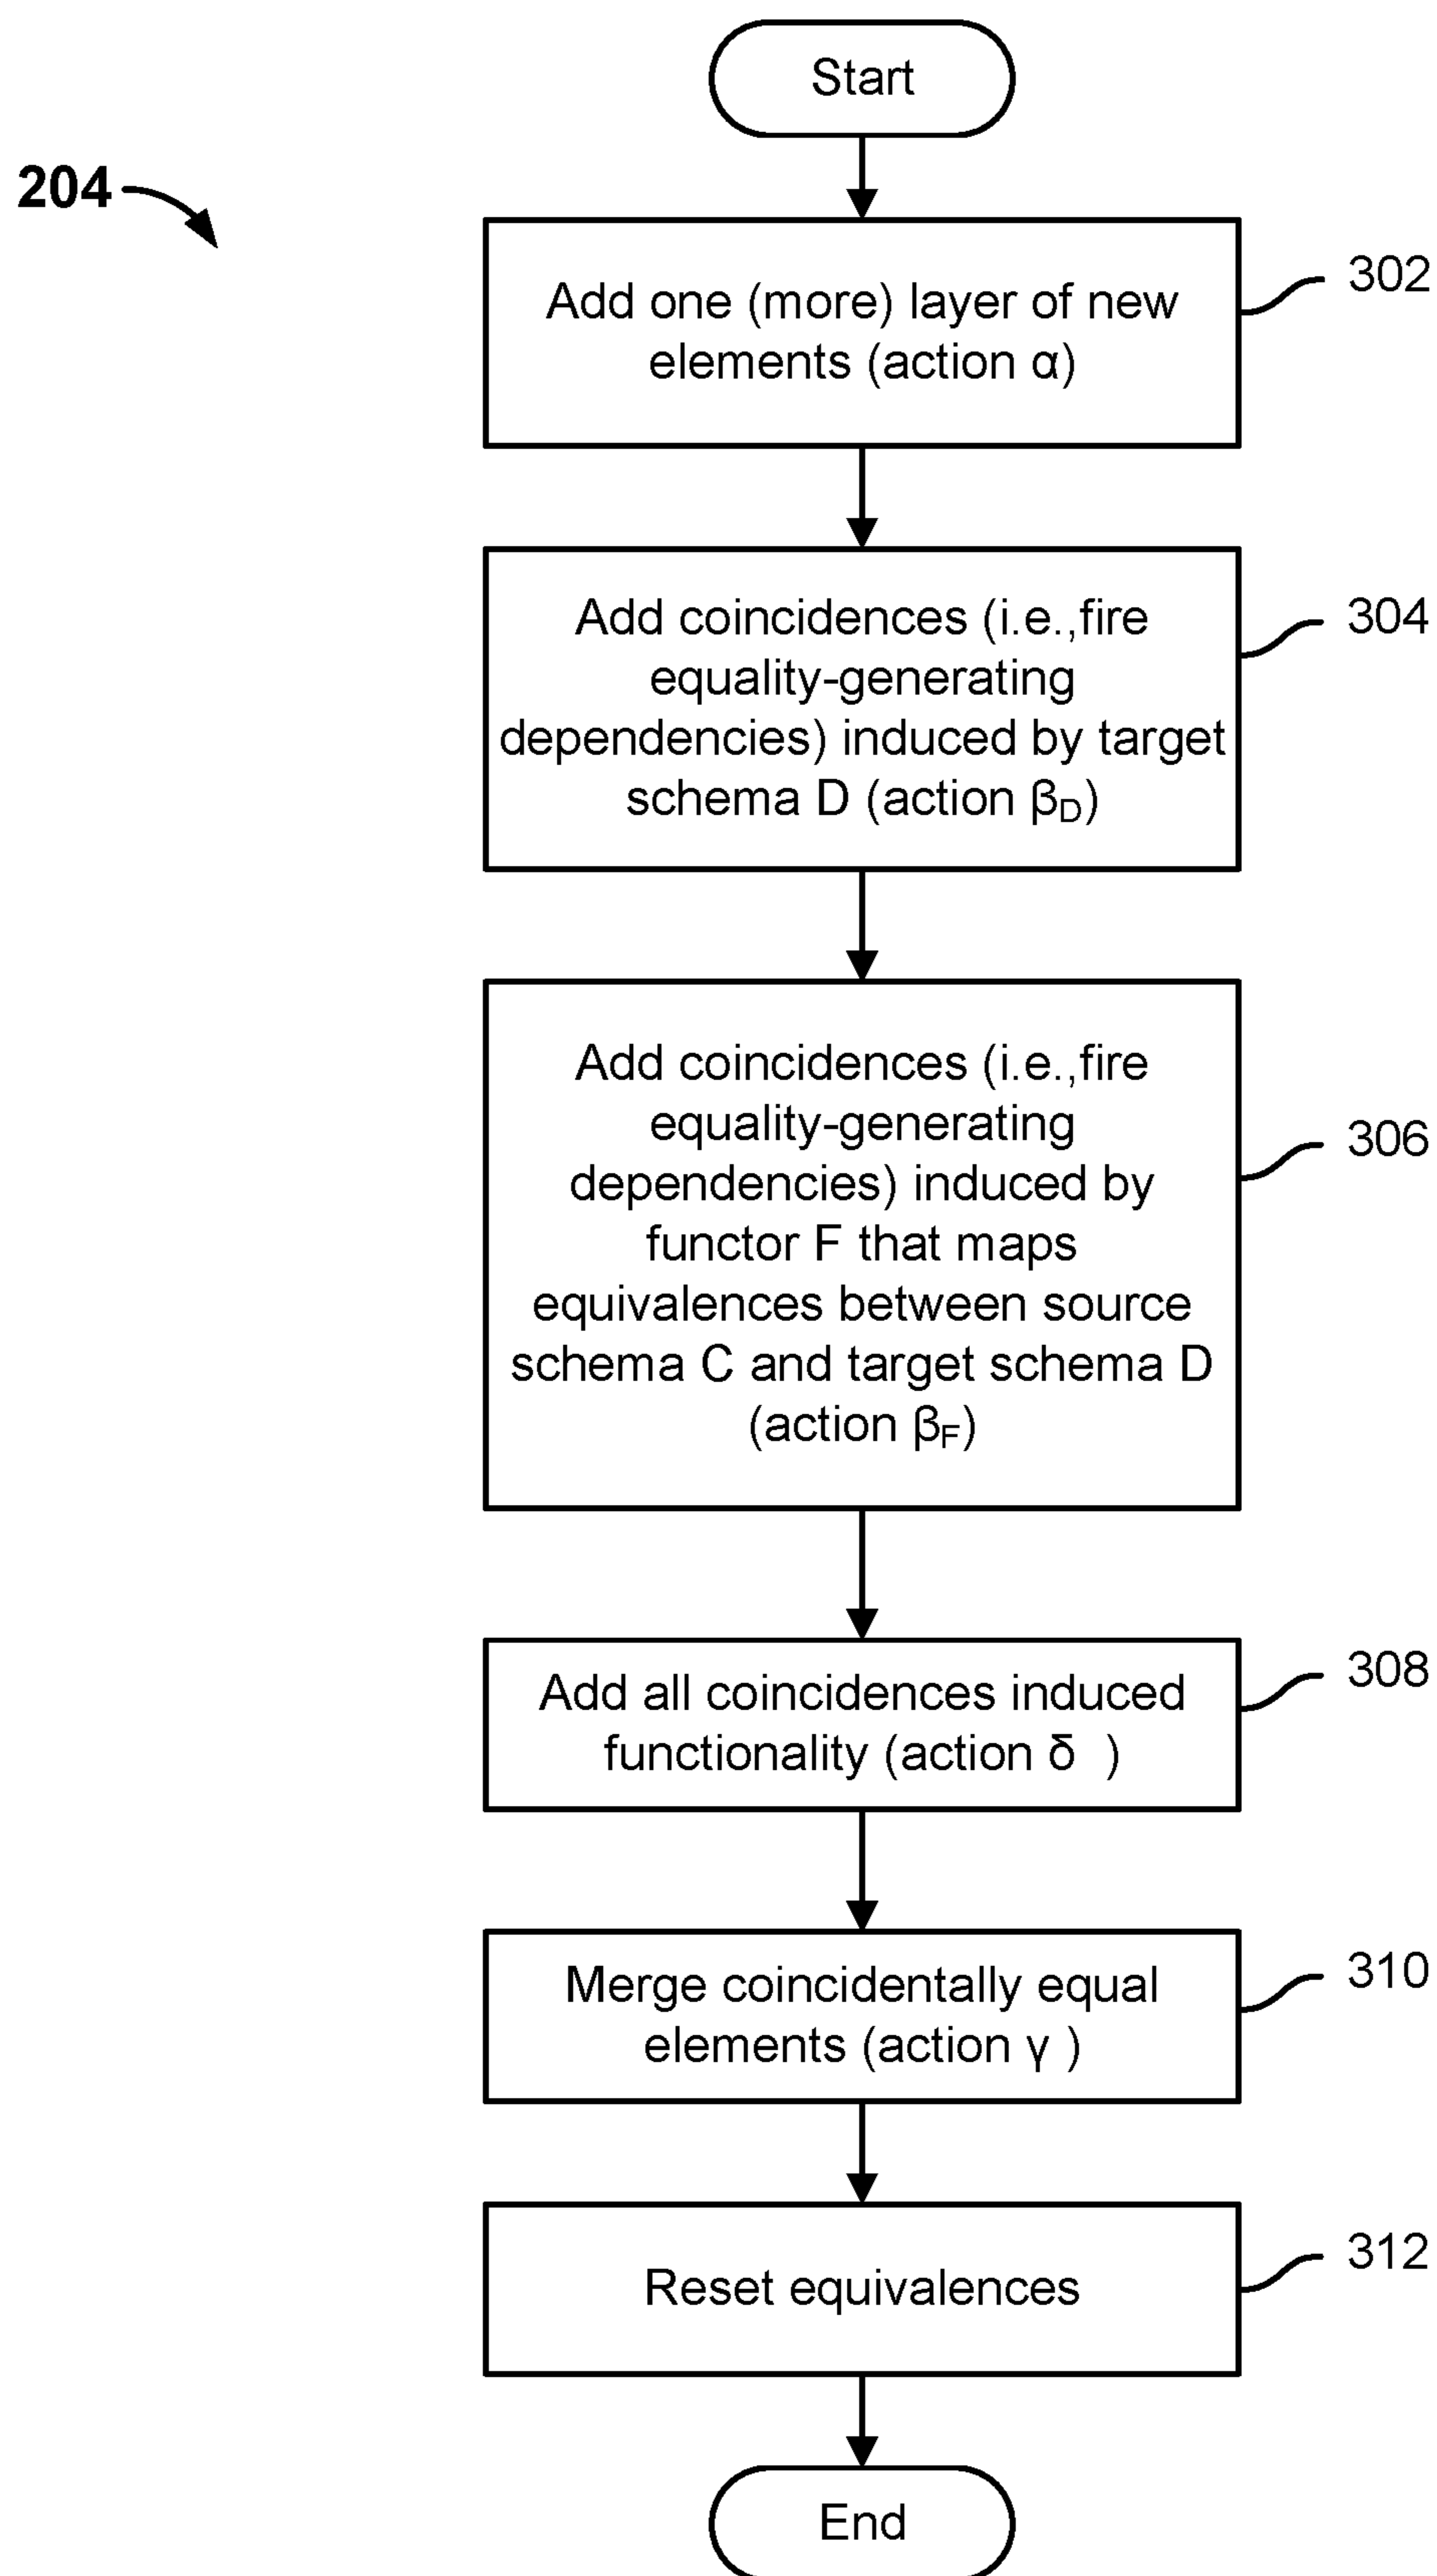 Start
204
Add one (more) layer of new
elements (action α)
302
Add coincidences (i.e.,fire
equality-generating
dependencies) induced by target
schema D (action βD)
304
Add coincidences (i.e.,fire
equality-generating
dependencies) induced by
functor F that maps
equivalences between source
schema C and target schema D
(action βF)
306
Add all coincidences induced
functionality (action δ )
308
Merge coincidentally equal
elements (action γ )
310
Reset equivalences
312
End